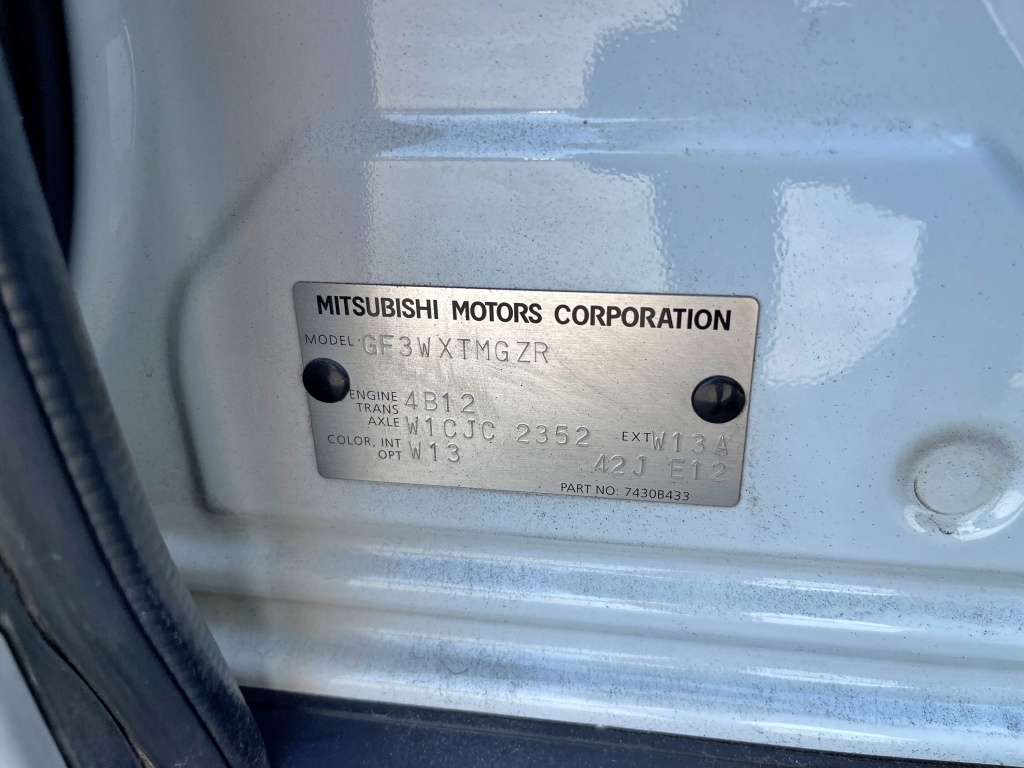 MITSUBISHI MOTORS CORPORATION
MODEL GF3WXTMGZR
ENGINE 4B12
TRANS
AXLE W1CJC 2352 EXT W13A
COLOR, INT W13
OPT 42J E12
PART NO: 7430B433